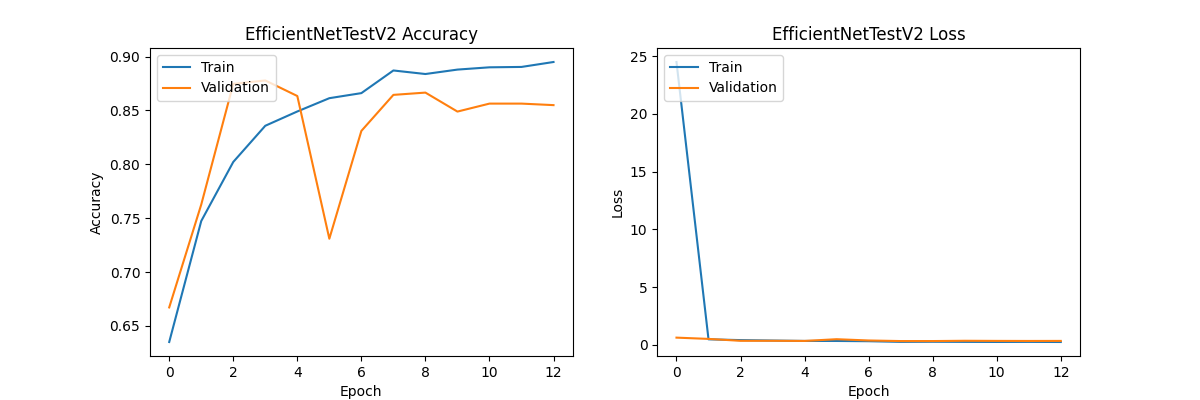 EfficientNetTestV2 Accuracy
Train
Validation
Accuracy
0.90
0.85
0.80
0.75
0.70
0.65
0 2 4 6 8 10 12
Epoch
EfficientNetTestV2 Loss
Train
Validation
Loss
25
20
15
10
5
0
0 2 4 6 8 10 12
Epoch